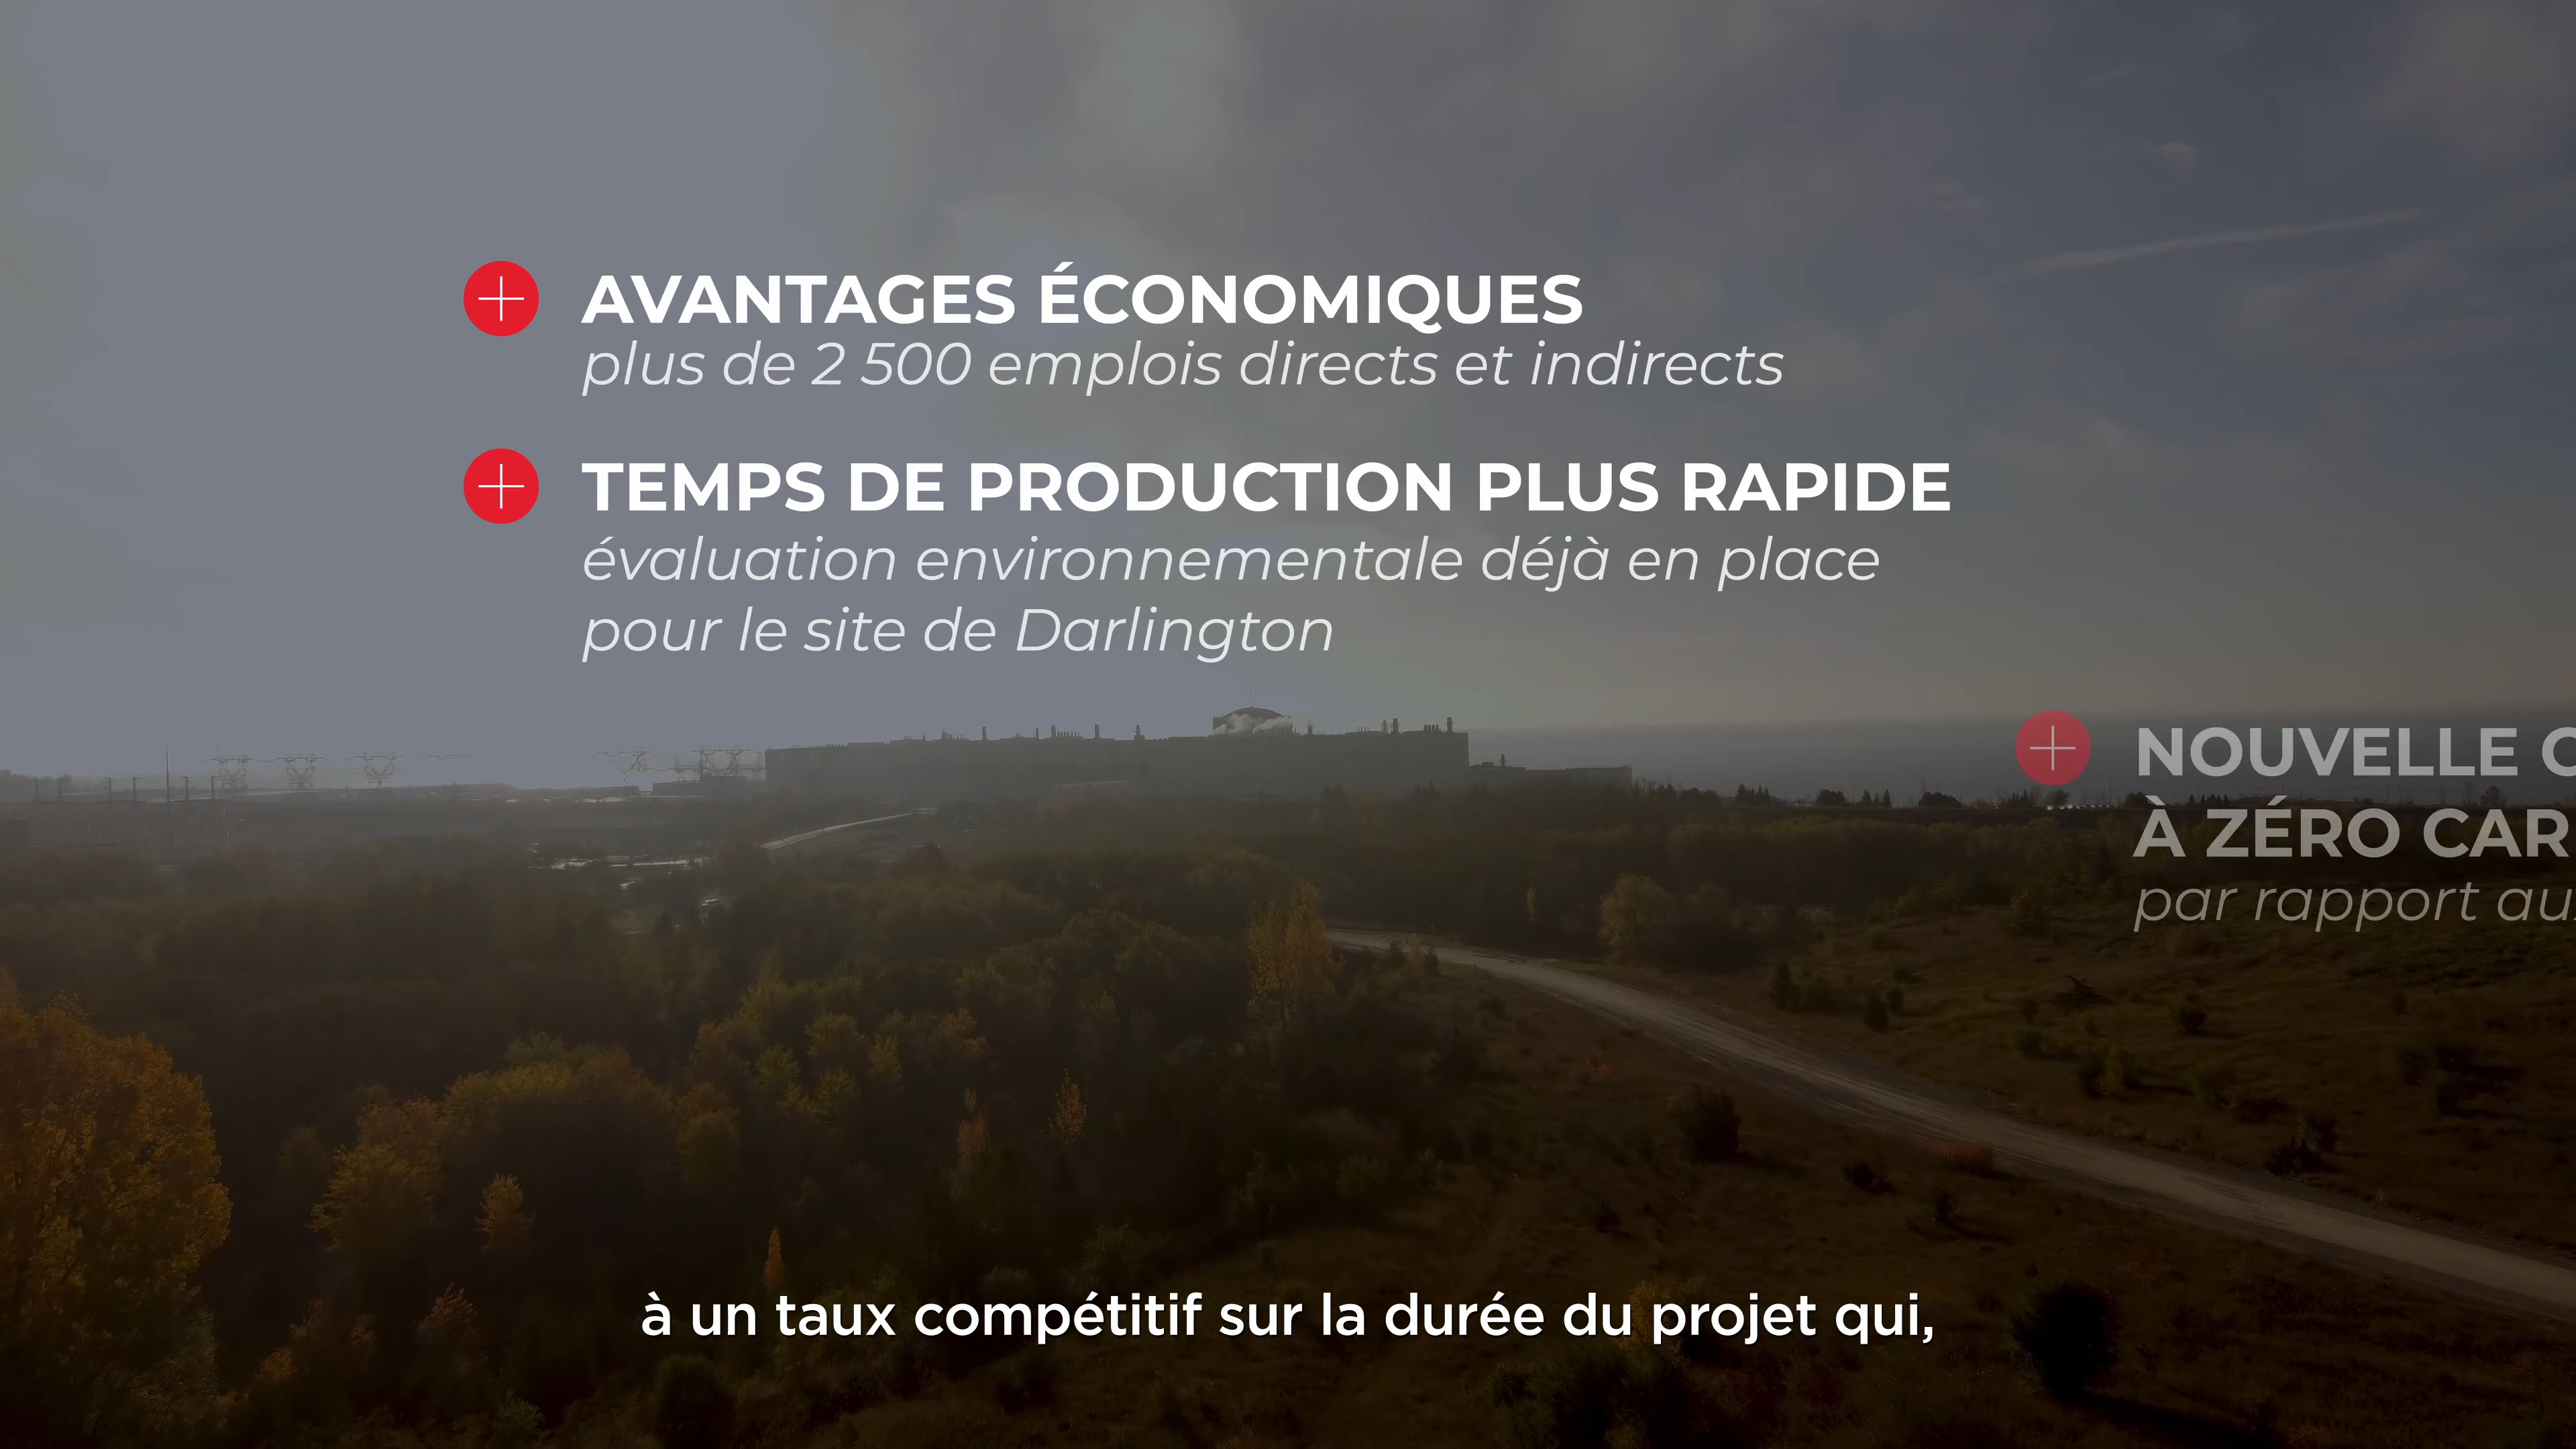 AVANTAGES ÉCONOMIQUES
plus de 2 500 emplois directs et indirects
TEMPS DE PRODUCTION PLUS RAPIDE
évaluation environnementale déjà en place
pour le site de Darlington
NOUVELLE
À ZÉRO
par rapport
à un taux compétitif sur la durée du projet qui,